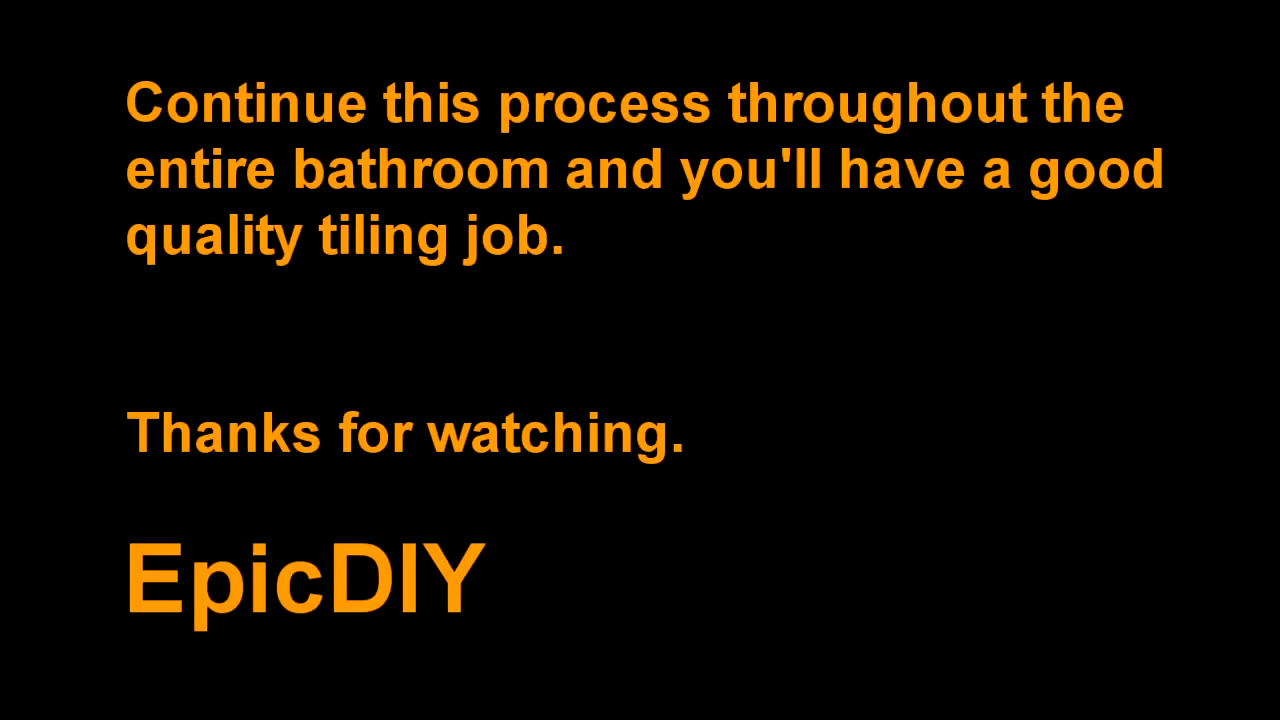 Continue this process throughout the
entire bathroom and you'll have a good
quality tiling job.
Thanks for watching.
EpicDIY